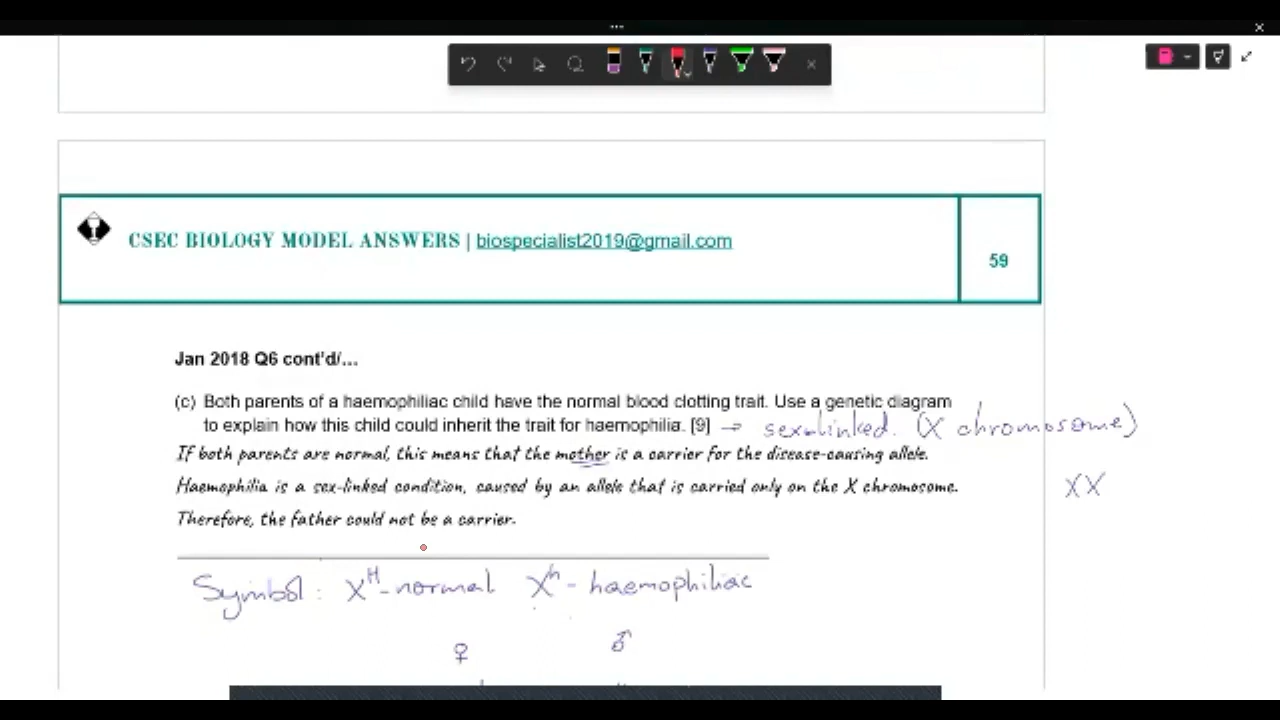 CSEC BIOLOGY MODEL ANSWERS | biospecialist2019@gmail.com
59
Jan 2018 Q6 cont'd/...
(c) Both parents of a haemophiliac child have the normal blood clotting trait. Use a genetic diagram
to explain how this child could inherit the trait for haemophilia. [9] → sex-linked. (X chromosome)
If both parents are normal, this means that the mother is a carrier for the disease-causing allele.
Haemophilia is a sex-linked condition, caused by an allele that is carried only on the X chromosome.
XX
Therefore, the father could not be a carrier.
Symbol: X^H - normal X^h - haemophiliac
♀ ♂